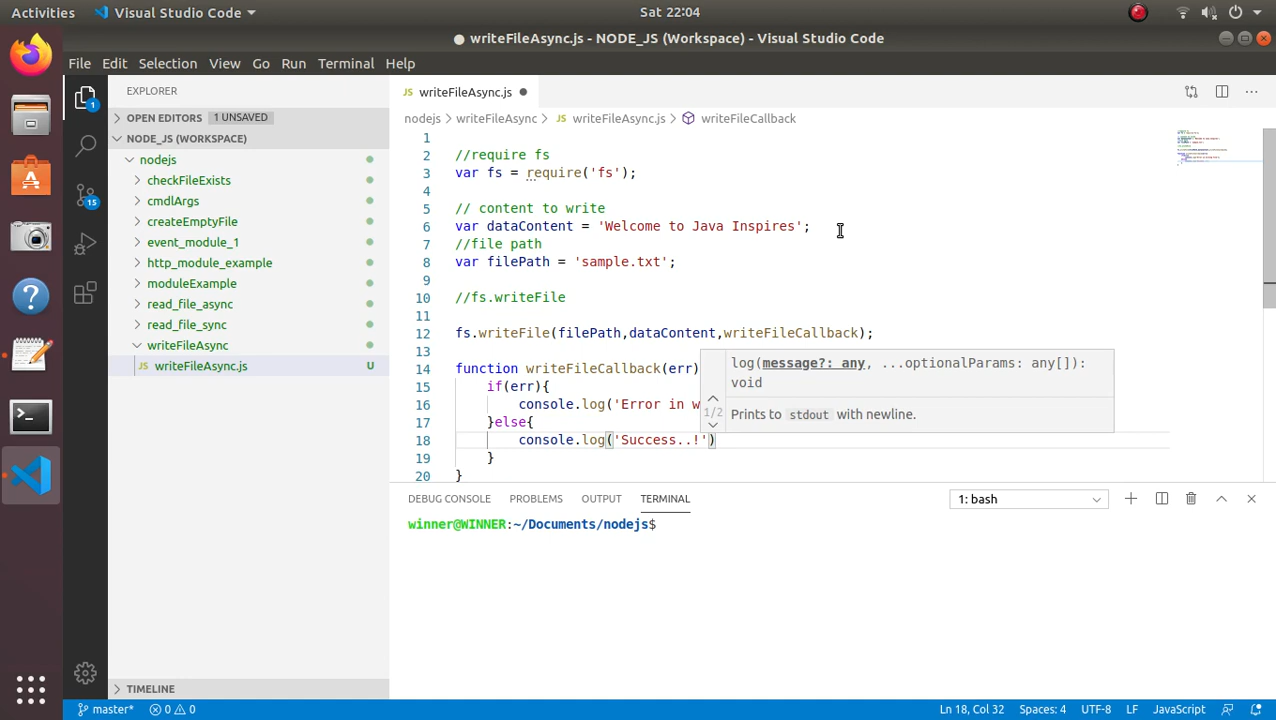 Activities Visual Studio Code Sat 22:04
writeFileAsync.js - NODE_JS (Workspace) - Visual Studio Code
File Edit Selection View Go Run Terminal Help
EXPLORER
OPEN EDITORS 1 UNSAVED
NODE_JS (WORKSPACE)
nodejs
checkFileExists
cmdArgs
createEmptyFile
event_module_1
http_module_example
moduleExample
read_file_async
read_file_sync
writeFileAsync
JS writeFileAsync.js U
TIMELINE
1
15
JS writeFileAsync.js
nodejs > writeFileAsync > JS writeFileAsync.js > writeFileCallback
1
2 //require fs
3 var fs = require('fs');
4
5 // content to write
6 var dataContent = 'Welcome to Java Inspires';
7 //file path
8 var filePath = 'sample.txt';
9
10 //fs.writeFile
11
12 fs.writeFile(filePath,dataContent,writeFileCallback);
13
14 function writeFileCallback(err)
15 if(err){
16 console.log('Error in w
17 }else{
18 console.log('Success..!')
19 }
20 }
log(message?: any, ...optionalParams: any[]):
void
1/2 Prints to stdout with newline.
DEBUG CONSOLE PROBLEMS OUTPUT TERMINAL 1: bash
winner@WINNER:~/Documents/nodejs$
master* 0 0 Ln 18, Col 32 Spaces: 4 UTF-8 LF JavaScript